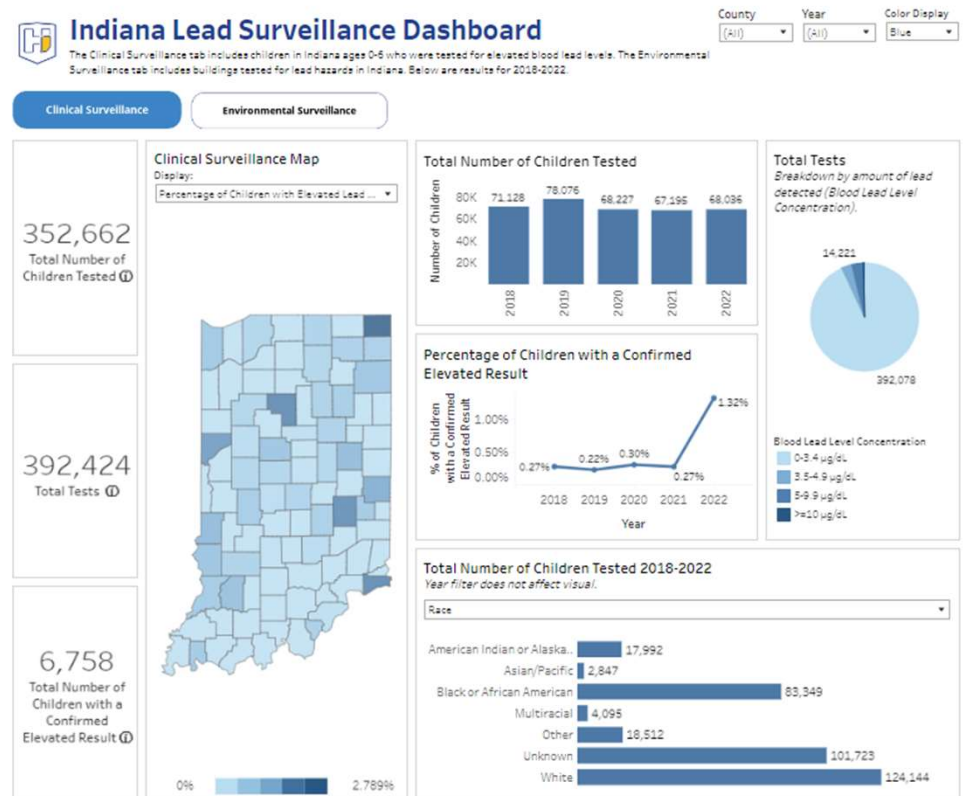 Indiana Lead Surveillance Dashboard
The Clinical Surveillance tab includes children in Indiana ages 0-6 who were tested for elevated blood lead levels. The Environmental
Surveillance tab includes buildings tested for lead hazards in Indiana. Below are results for 2018-2022.
County
(All)
Year
(All)
Color Display
Blue
Clinical Surveillance
Environmental Surveillance
352,662
Total Number of
Children Tested
392,424
Total Tests
6,758
Total Number of
Children with a
Confirmed
Elevated Result
Clinical Surveillance Map
Display:
Percentage of Children with Elevated Lead ...
0%
2.789%
Total Number of Children Tested
Number of Children
80K
60K
40K
20K
71,128
78,076
68,227
67,195
68,036
2018
2019
2020
2021
2022
Percentage of Children with a Confirmed
Elevated Result
% of Children
with a Confirmed
Elevated Result
1.00%
0.50%
0.00%
0.27%
0.22%
0.30%
0.27%
1.32%
2018
2019
2020
2021
2022
Year
Total Tests
Breakdown by amount of lead
detected (Blood Lead Level
Concentration).
14,221
392,078
Blood Lead Level Concentration
0-3.4 µg/dL
3.5-4.9 µg/dL
5-9.9 µg/dL
>=10 µg/dL
Total Number of Children Tested 2018-2022
Year filter does not affect visual.
Race
American Indian or Alaska.. 17,992
Asian/Pacific 2,847
Black or African American 83,349
Multiracial 4,095
Other 18,512
Unknown 101,723
White 124,144